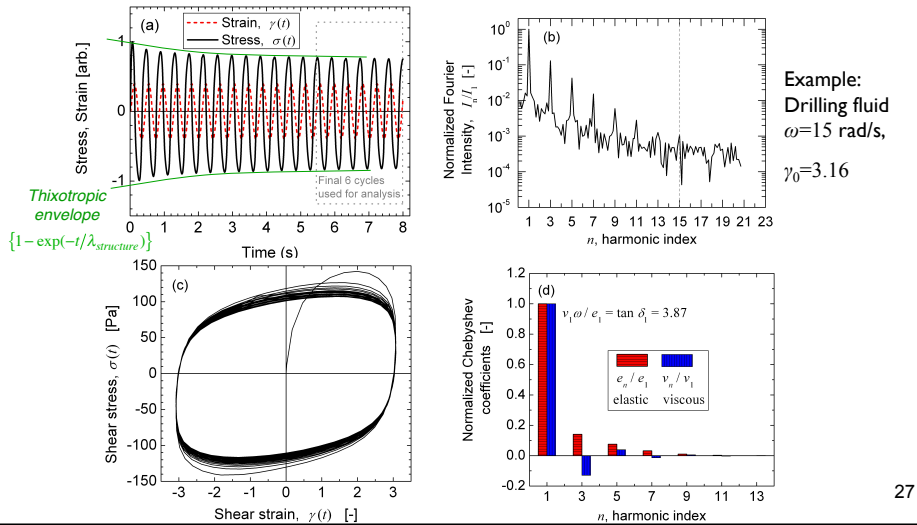 (a)
Strain, γ(t)
Stress, σ(t)
Stress, Strain [arb.]
1
0
-1
Final 6 cycles
used for analysis
0 1 2 3 4 5 6 7 8
Time (s)
Thixotropic
envelope
{1 − exp(−t/λstructure)}
(b)
Normalized Fourier
Intensity, In/I1 [-]
10^0
10^-1
10^-2
10^-3
10^-4
10^-5
1 3 5 7 9 11 13 15 17 19 21 23
n, harmonic index
Example:
Drilling fluid
ω=15 rad/s,
γ0=3.16
(c)
Shear stress, σ(t) [Pa]
150
100
50
0
-50
-100
-150
-3 -2 -1 0 1 2 3
Shear strain, γ(t) [-]
(d)
v1ω / e1 = tan δ1 = 3.87
Normalized Chebyshev
coefficients [-]
1.2
1.0
0.8
0.6
0.4
0.2
0.0
-0.2
en / e1 vn / v1
elastic viscous
1 3 5 7 9 11 13
n, harmonic index
27